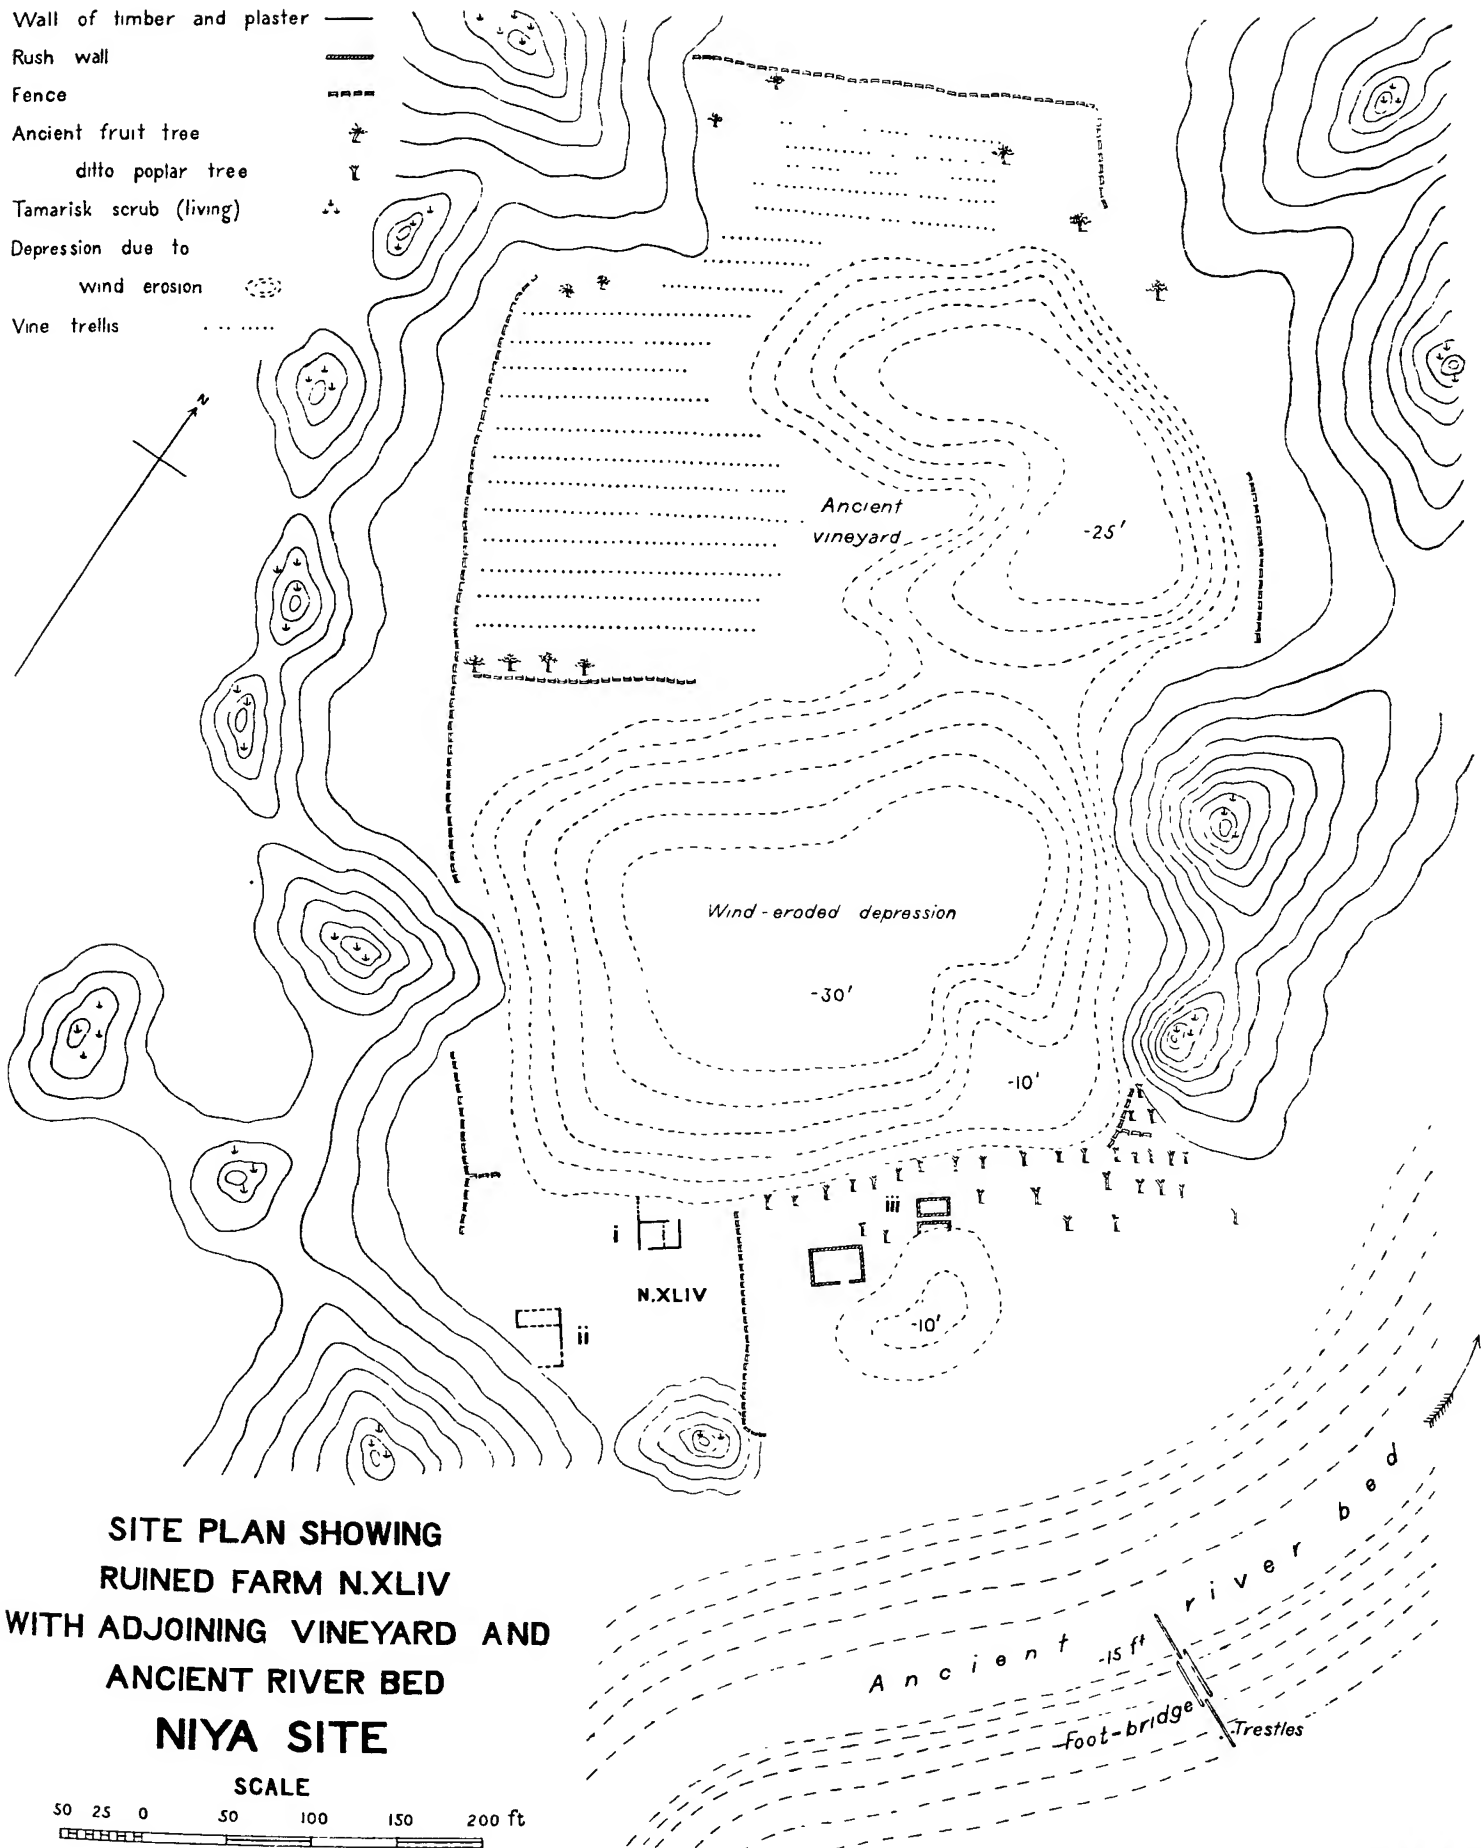 Wall of timber and plaster
Rush wall
Fence
Ancient fruit tree
ditto poplar tree
Tamarisk scrub (living)
Depression due to
wind erosion
Vine trellis
N
Ancient
vineyard
-25'
Wind-eroded depression
-30'
-10'
iii
i
N.XLIV
ii
-10'
Ancient river bed
-15 ft
Foot-bridge
Trestles
SITE PLAN SHOWING
RUINED FARM N.XLIV
WITH ADJOINING VINEYARD AND
ANCIENT RIVER BED
NIYA SITE
SCALE
50 25 0 50 100 150 200 ft